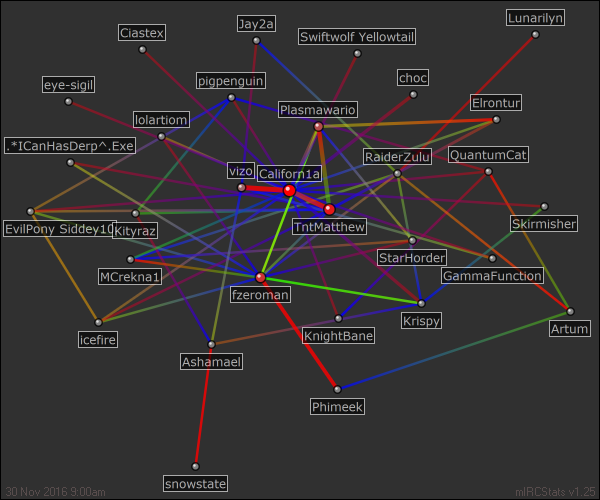 Lunarilyn
Jay2a
Ciastex
Swiftwolf Yellowtail
pigpenguin
choc
eye-sigil
Plasmawario
Elrontur
lolartiom
.*ICanHasDerp^.Exe
RaiderZulu
QuantumCat
vizo
Californ1a
EvilPony Siddey10
Kityraz
TntMatthew
Skirmisher
StarHorder
MCrekna1
GammaFunction
fzeroman
Krispy
Artum
icefire
KnightBane
Ashamael
Phimeek
snowstate
30 Nov 2016 9:00am
mIRCStats v1.25